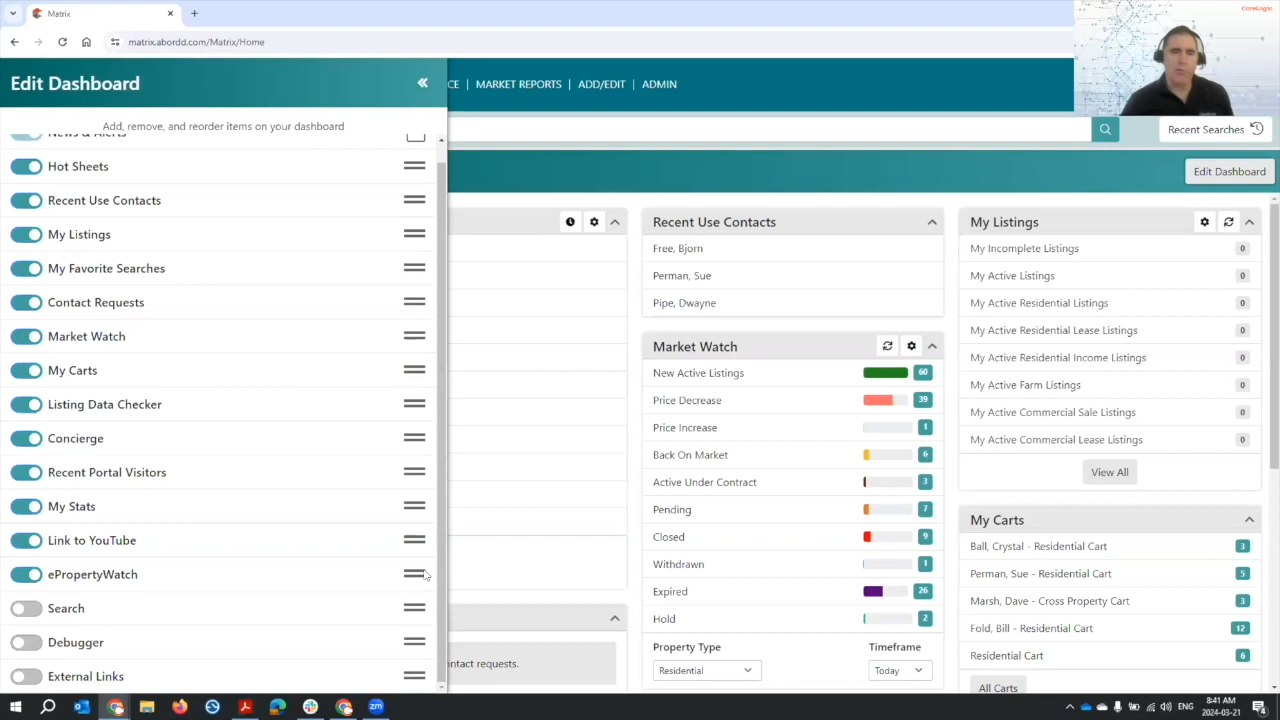 Matrix
matrix.abordd.com/Matrix/Home
CoreLogic
Edit Dashboard
CE | MARKET REPORTS | ADD/EDIT | ADMIN
Add, remove, and reorder items on your dashboard
Recent Searches
Edit Dashboard
News & Alerts
Hot Sheets
Recent Use Contacts
My Listings
My Favorite Searches
Contact Requests
Market Watch
My Carts
Listing Data Checker
Concierge
Recent Portal Visitors
My Stats
Link to YouTube
ePropertyWatch
Search
Debugger
External Links
ntact requests.
Recent Use Contacts
Free, Bjorn
Perman, Sue
Pipe, Dwayne
Market Watch
New Active Listings 60
Price Decrease 39
Price Increase 1
Back On Market 6
Active Under Contract 3
Pending 7
Closed 9
Withdrawn 1
Expired 26
Hold 2
Property Type Timeframe
Residential Today
My Listings
My Incomplete Listings 0
My Active Listings 0
My Active Residential Listings 0
My Active Residential Lease Listings 0
My Active Residential Income Listings 0
My Active Farm Listings 0
My Active Commercial Sale Listings 0
My Active Commercial Lease Listings 0
View All
My Carts
Ball, Crystal - Residential Cart 3
Perman, Sue - Residential Cart 5
Marsh, Dave - Cross Property Cart 3
Fold, Bill - Residential Cart 12
Residential Cart 6
All Carts
ENG
8:41 AM
2024-03-21